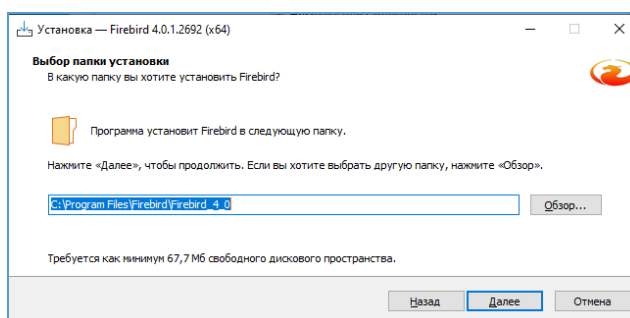 Установка — Firebird 4.0.1.2692 (x64)
Выбор папки установки
В какую папку вы хотите установить Firebird?
Программа установит Firebird в следующую папку.
Нажмите «Далее», чтобы продолжить. Если вы хотите выбрать другую папку, нажмите «Обзор».
C:\Program Files\Firebird\Firebird_4_0
Обзор...
Требуется как минимум 67,7 Мб свободного дискового пространства.
Назад Далее Отмена